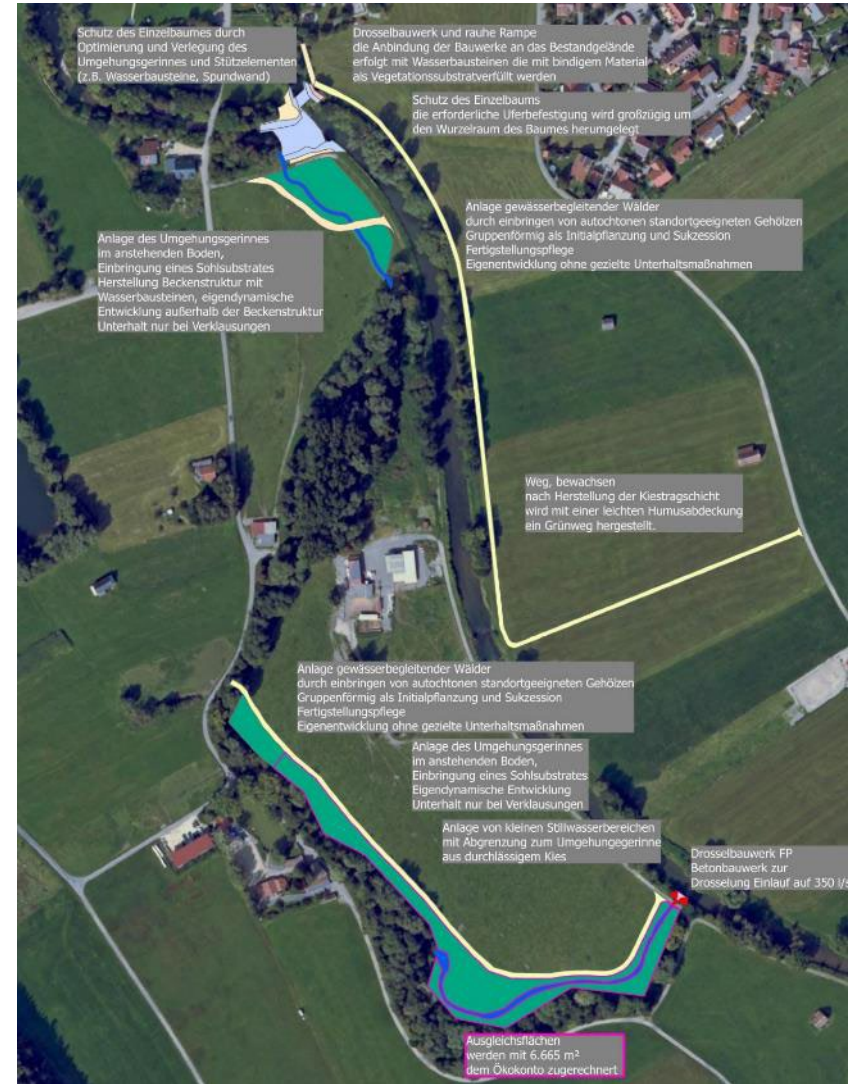 Schutz des Einzelbaumes durch
Optimierung und Verlegung des
Umgehungsgerinnes und Stützelementen
(z.B. Wasserbausteine, Spundwand)
Drosselbauwerk und rauhe Rampe
die Anbindung der Bauwerke an das Bestandgelände
erfolgt mit Wasserbausteinen die mit bindigem Material
als Vegetationssubstratverfüllt werden
Schutz des Einzelbaums
die erforderliche Uferbefestigung wird großzügig um
den Wurzelraum des Baumes herumgelegt
Anlage gewässerbegleitender Wälder
durch einbringen von autochtonen standortgeeigneten Gehölzen
Gruppenförmig als Initialpflanzung und Sukzession
Fertigstellungspflege
Eigenentwicklung ohne gezielte Unterhaltsmaßnahmen
Anlage des Umgehungsgerinnes
im anstehenden Boden,
Einbringung eines Sohlsubstrates
Herstellung Beckenstruktur mit
Wasserbausteinen, eigendynamische
Entwicklung außerhalb der Beckenstruktur
Unterhalt nur bei Verklausungen
Weg, bewachsen
nach Herstellung der Kiestragschicht
wird mit einer leichten Humusabdeckung
ein Grünweg hergestellt.
Anlage gewässerbegleitender Wälder
durch einbringen von autochtonen standortgeeigneten Gehölzen
Gruppenförmig als Initialpflanzung und Sukzession
Fertigstellungspflege
Eigenentwicklung ohne gezielte Unterhaltsmaßnahmen
Anlage des Umgehungsgerinnes
im anstehenden Boden,
Einbringung eines Sohlsubstrates
Eigendynamische Entwicklung
Unterhalt nur bei Verklausungen
Anlage von kleinen Stillwasserbereichen
mit Abgrenzung zum Umgehungegerinne
aus durchlässigem Kies
Drosselbauwerk FP
Betonbauwerk zur
Drosselung Einlauf auf 350 l/s
Ausgleichsflächen
werden mit 6.665 m²
dem Ökokonto zugerechnert